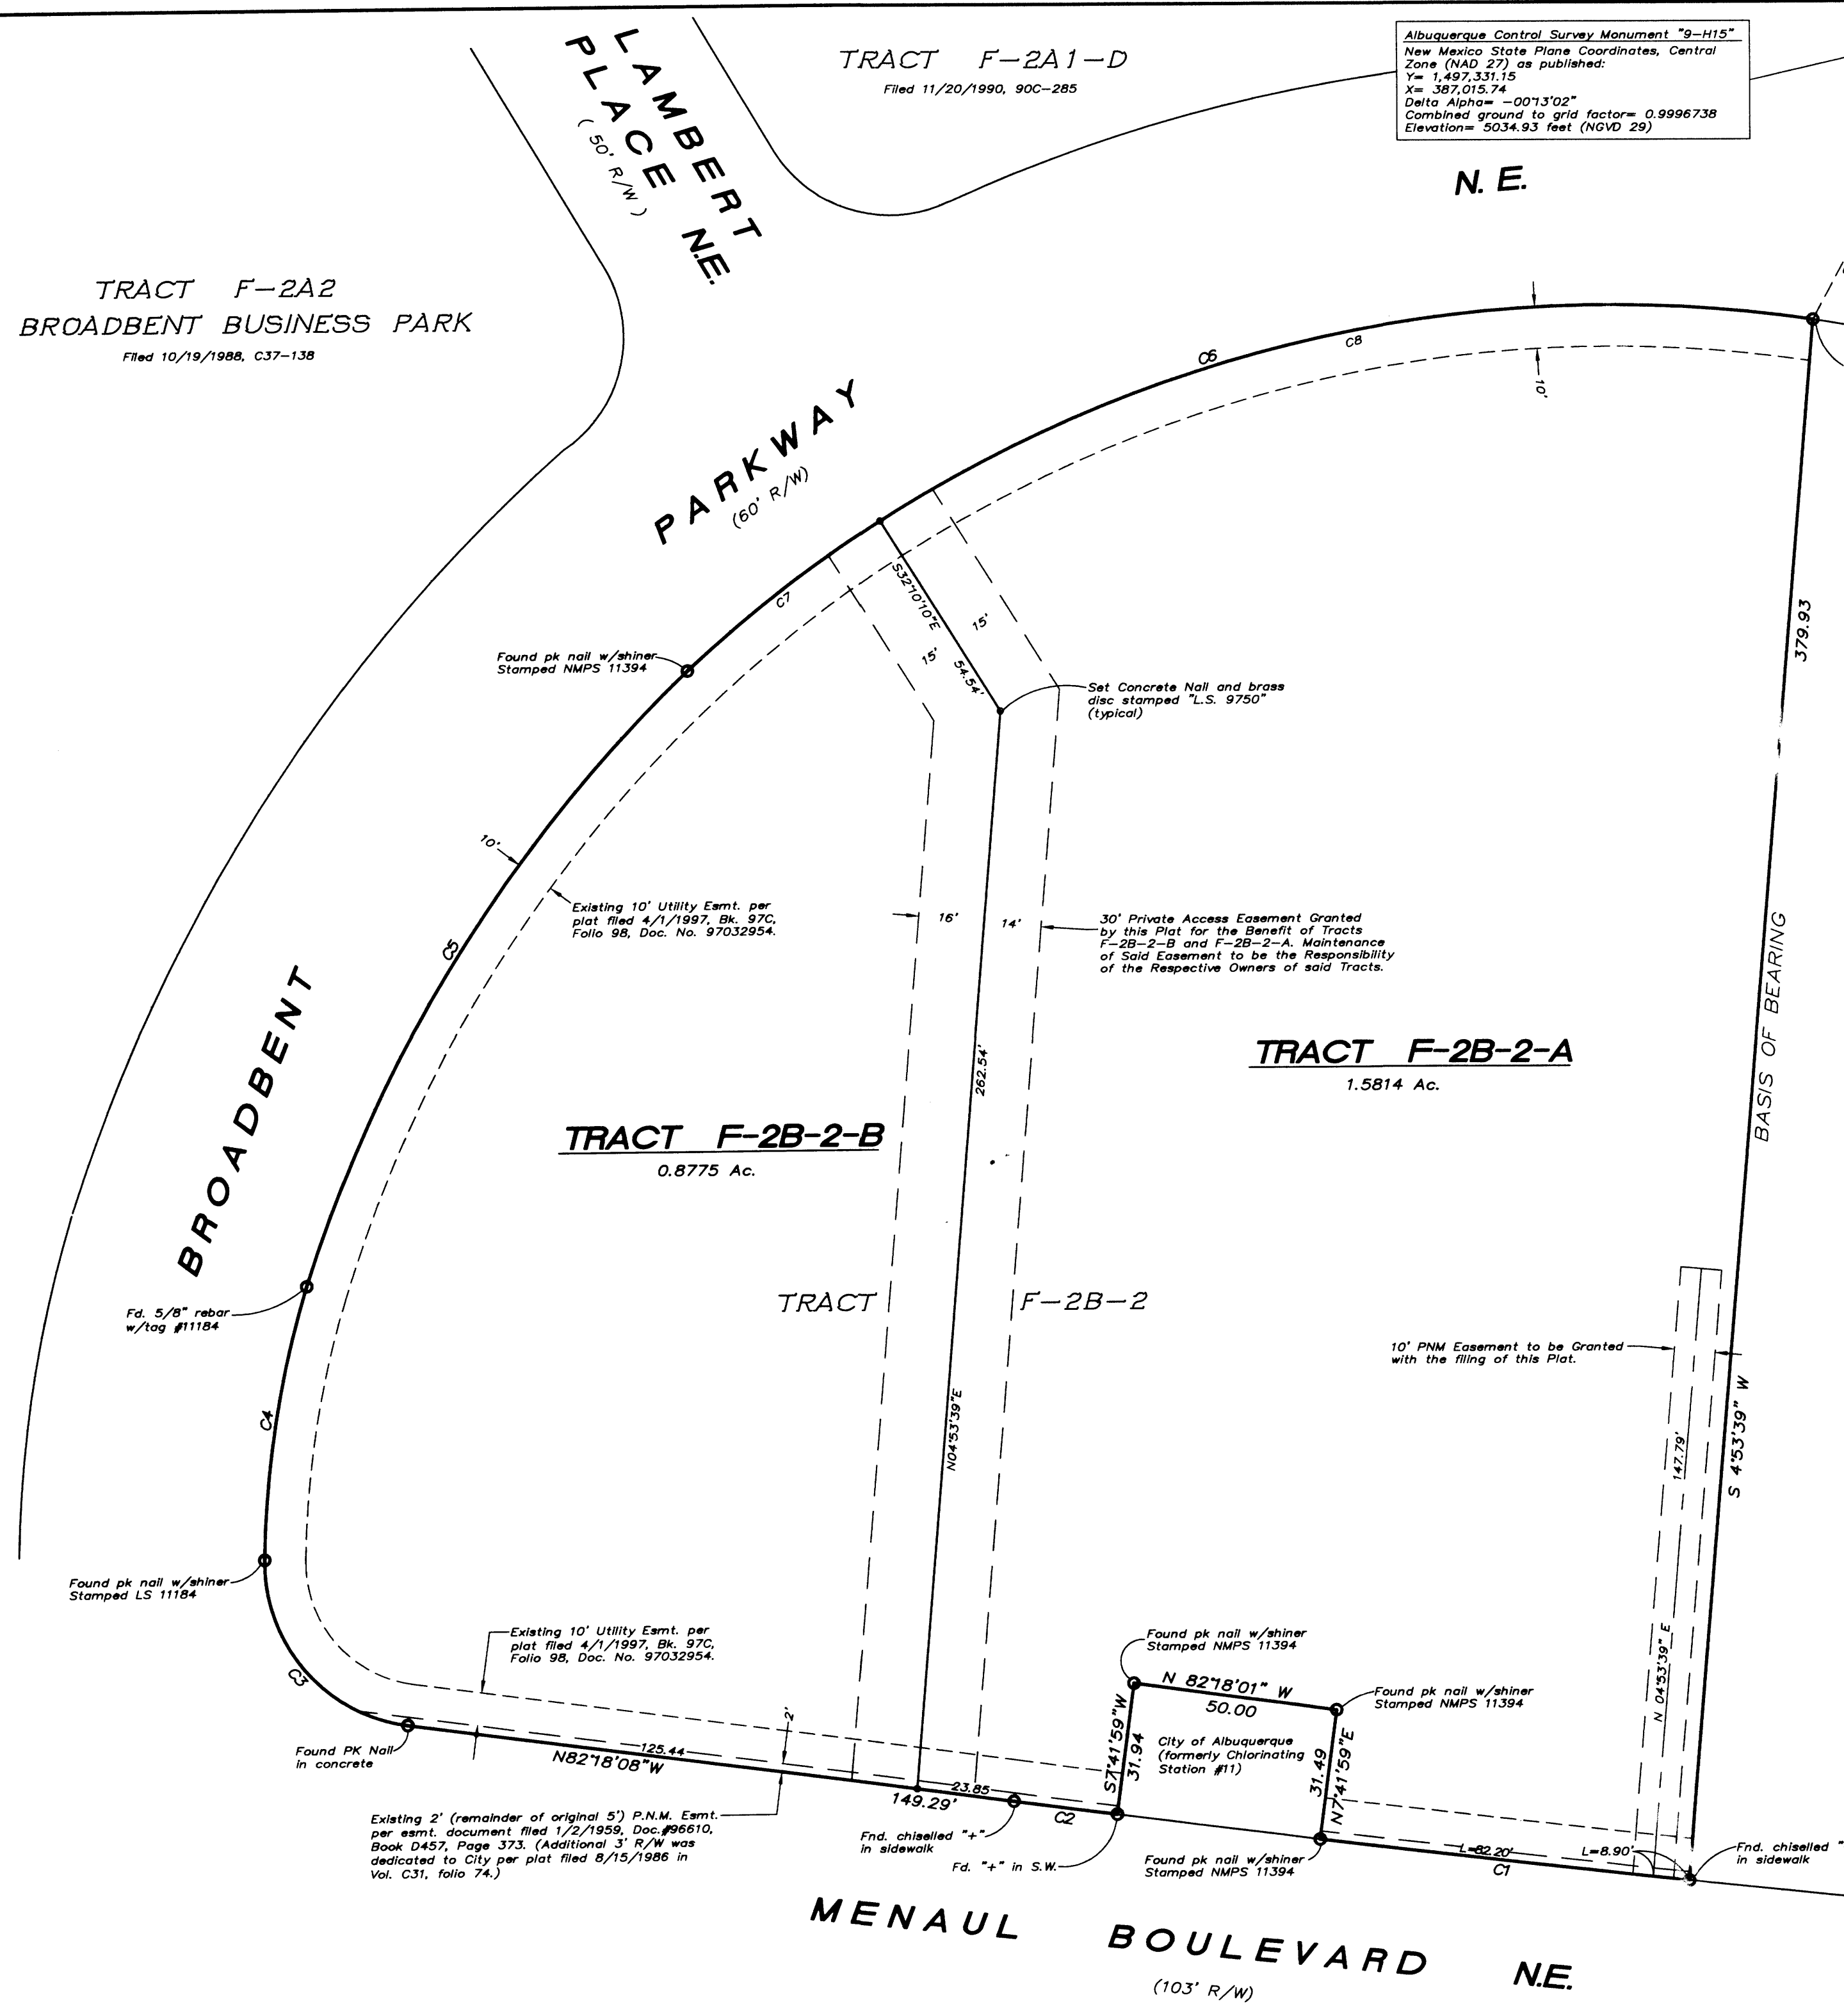 LAMBERT
PLACE N.E.
( 50' R/W )
TRACT F-2A1-D
Filed 11/20/1990, 90C-285
Albuquerque Control Survey Monument "9-H15"
New Mexico State Plane Coordinates, Central
Zone (NAD 27) as published:
Y= 1,497,331.15
X= 387,015.74
Delta Alpha= -00°13'02"
Combined ground to grid factor= 0.9996738
Elevation= 5034.93 feet (NGVD 29)
N. E.
TRACT F-2A2
BROADBENT BUSINESS PARK
Filed 10/19/1988, C37-138
C6
C8
10'
PARKWAY
(60' R/W)
C7
S32°10'10"E
54.54'
15'
15'
379.93
Found pk nail w/shiner
Stamped NMPS 11394
Set Concrete Nail and brass
disc stamped "L.S. 9750"
(typical)
10'
Existing 10' Utility Esmt. per
plat filed 4/1/1997, Bk. 97C,
Folio 98, Doc. No. 97032954.
16'
14'
30' Private Access Easement Granted
by this Plat for the Benefit of Tracts
F-2B-2-B and F-2B-2-A. Maintenance
of Said Easement to be the Responsibility
of the Respective Owners of said Tracts.
C5
BROADBENT
BASIS OF BEARING
262.54'
TRACT F-2B-2-A
1.5814 Ac.
TRACT F-2B-2-B
0.8775 Ac.
TRACT F-2B-2
Fd. 5/8" rebar
w/tag #11184
10' PNM Easement to be Granted
with the filing of this Plat.
C4
N04°53'39"E
147.79'
S 4°53'39" W
Found pk nail w/shiner
Stamped LS 11184
Existing 10' Utility Esmt. per
plat filed 4/1/1997, Bk. 97C,
Folio 98, Doc. No. 97032954.
Found pk nail w/shiner
Stamped NMPS 11394
N 04°53'39" E
C3
N 82°18'01" W
50.00
Found pk nail w/shiner
Stamped NMPS 11394
S7°41'59"W
31.94
City of Albuquerque
(formerly Chlorinating
Station #11)
31.49
N7°41'59"E
2'
Found PK Nail
in concrete
125.44
N82°18'08"W
23.85
149.29'
C2
Existing 2' (remainder of original 5') P.N.M. Esmt.
per esmt. document filed 1/2/1959, Doc.#96610,
Book D457, Page 373. (Additional 3' R/W was
dedicated to City per plat filed 8/15/1986 in
Vol. C31, folio 74.)
Fnd. chiselled "+"
in sidewalk
Fd. "+" in S.W.
Found pk nail w/shiner
Stamped NMPS 11394
L=82.20'
C1
L=8.90'
Fnd. chiselled "
in sidewalk
MENAUL BOULEVARD N.E.
(103' R/W)